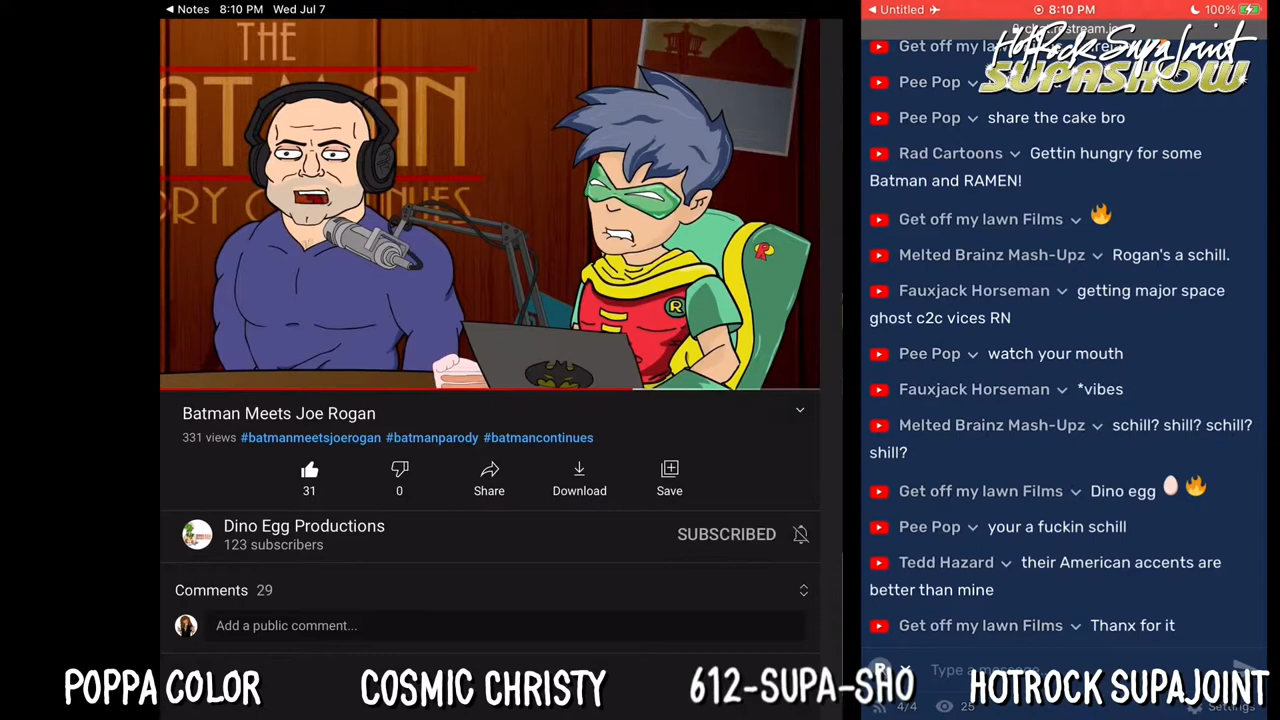 Notes 8:10 PM Wed Jul 7
THE
BATMAN
Batman Meets Joe Rogan
331 views #batmanmeetsjoerogan #batmanparody #batmancontinues
31 0 Share Download Save
Dino Egg Productions
123 subscribers
SUBSCRIBED
Comments 29
Add a public comment...
R
R
Untitled 8:10 PM 100%
HotRock SupaJoint
SUPASHOW
Get off my
Pee Pop
Pee Pop share the cake bro
Rad Cartoons Gettin hungry for some
Batman and RAMEN!
Get off my lawn Films 🔥
Melted Brainz Mash-Upz Rogan's a schill.
Fauxjack Horseman getting major space
ghost c2c vices RN
Pee Pop watch your mouth
Fauxjack Horseman *vibes
Melted Brainz Mash-Upz schill? shill? schill?
shill?
Get off my lawn Films Dino egg 🥚🔥
Pee Pop your a fuckin schill
Tedd Hazard their American accents are
better than mine
Get off my lawn Films Thanx for it
Type a message
4/4 25 Settings
POPPA COLOR COSMIC CHRISTY 612-SUPA-SHO HOTROCK SUPAJOINT